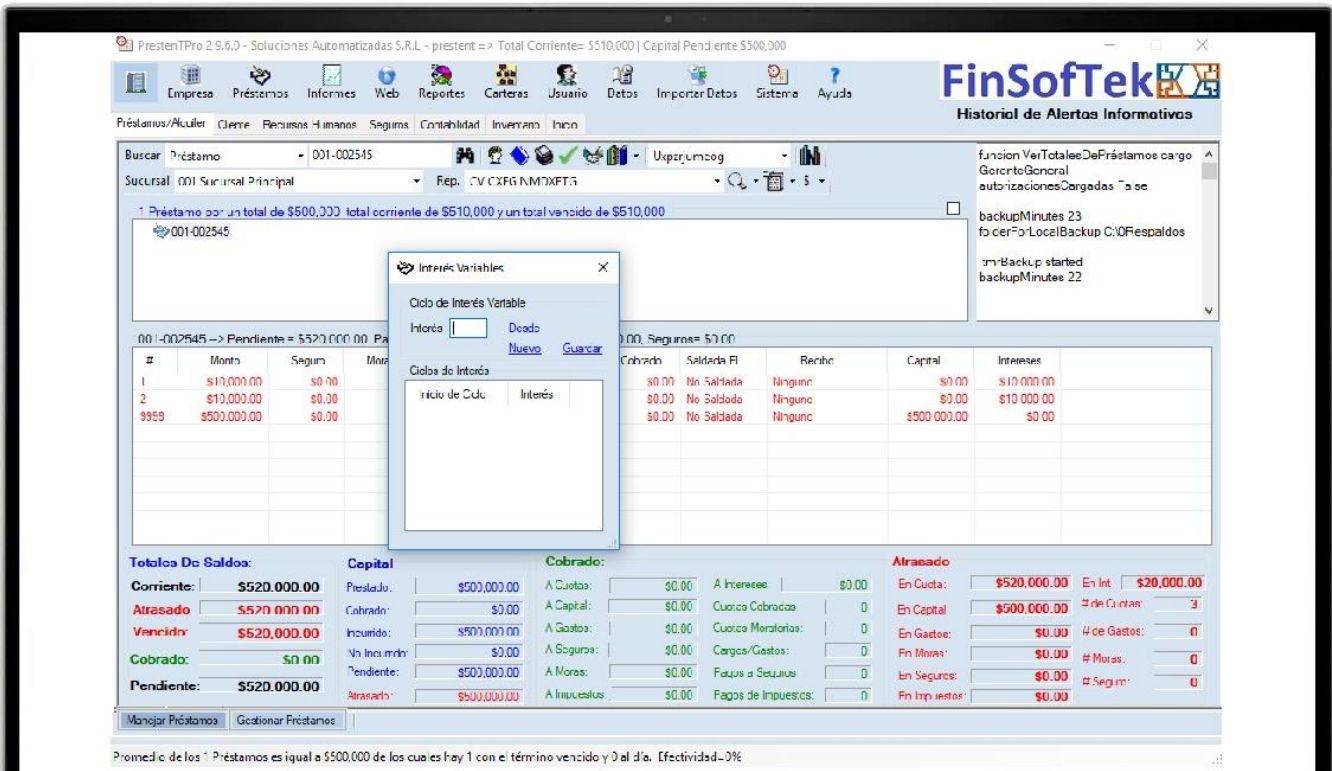 PrestenTPro 2.9.6.0 - Soluciones Automatizadas S.R.L - prestent => Total Corriente= $510,000 | Capital Pendiente $500,000
Empresa Préstamos Informes Web Reportes Carteras Usuario Datos Importar Datos Sistema Ayuda
FinSofTek
Historial de Alertas Informativos
Préstamos/Alquiler Cliente Recursos Humanos Seguros Contabilidad Inventario Inicio
Buscar Préstamo 001-002545 Uxpzrjumcog
Sucursal 001 Sucursal Principal Rep.
1 Préstamo por un total de $500,000 total corriente de $510,000 y un total vencido de $510,000
001-002545
funcion VerTotalesDePréstamos cargo
GerenteGeneral
autorizacionesCargadas False
backupMinutes 23
folderForLocalBackup C:\0Respaldos
tmrBackup started
backupMinutes 22
Interés Variables
Ciclo de Interés Variable
Interés Desde
Nuevo Guardar
Ciclos de Interés
Inicio de Ciclo Interés
001-002545 --> Pendiente = $520,000.00 Pa 0.00, Seguros= $0.00
# Monto Seguro Mora Cobrado Saldada El Recibo Capital Intereses
1 $10,000.00 $0.00 $0.00 No Saldada Ninguno $0.00 $10,000.00
2 $10,000.00 $0.00 $0.00 No Saldada Ninguno $0.00 $10,000.00
9999 $500,000.00 $0.00 $0.00 No Saldada Ninguno $500,000.00 $0.00
Totales De Saldos:
Corriente: $520,000.00
Atrasado $520,000.00
Vencido: $520,000.00
Cobrado: $0.00
Pendiente: $520,000.00
Capital
Prestado: $500,000.00
Cobrado: $0.00
Incurrido: $500,000.00
No Incurrido: $0.00
Pendiente: $500,000.00
Atrasado: $500,000.00
Cobrado:
A Cuotas: $0.00 A Intereses $0.00
A Capital: $0.00 Cuotas Cobradas 0
A Gastos: $0.00 Cuotas Moratorias: 0
A Seguros: $0.00 Cargos/Gastos: 0
A Moras: $0.00 Pagos a Seguros 0
A Impuestos $0.00 Pagos de Impuestos: 0
Atrasado
En Cuota: $520,000.00 En Int $20,000.00
En Capital $500,000.00 # de Cuotas: 3
En Gastos: $0.00 # de Gastos: 0
En Moras: $0.00 # Moras: 0
En Seguros: $0.00 # Seguro: 0
En Impuestos: $0.00
Manejar Préstamos Gestionar Préstamos
Promedio de los 1 Préstamos es igual a $500,000 de los cuales hay 1 con el término vencido y 0 al día. Efectividad=0%